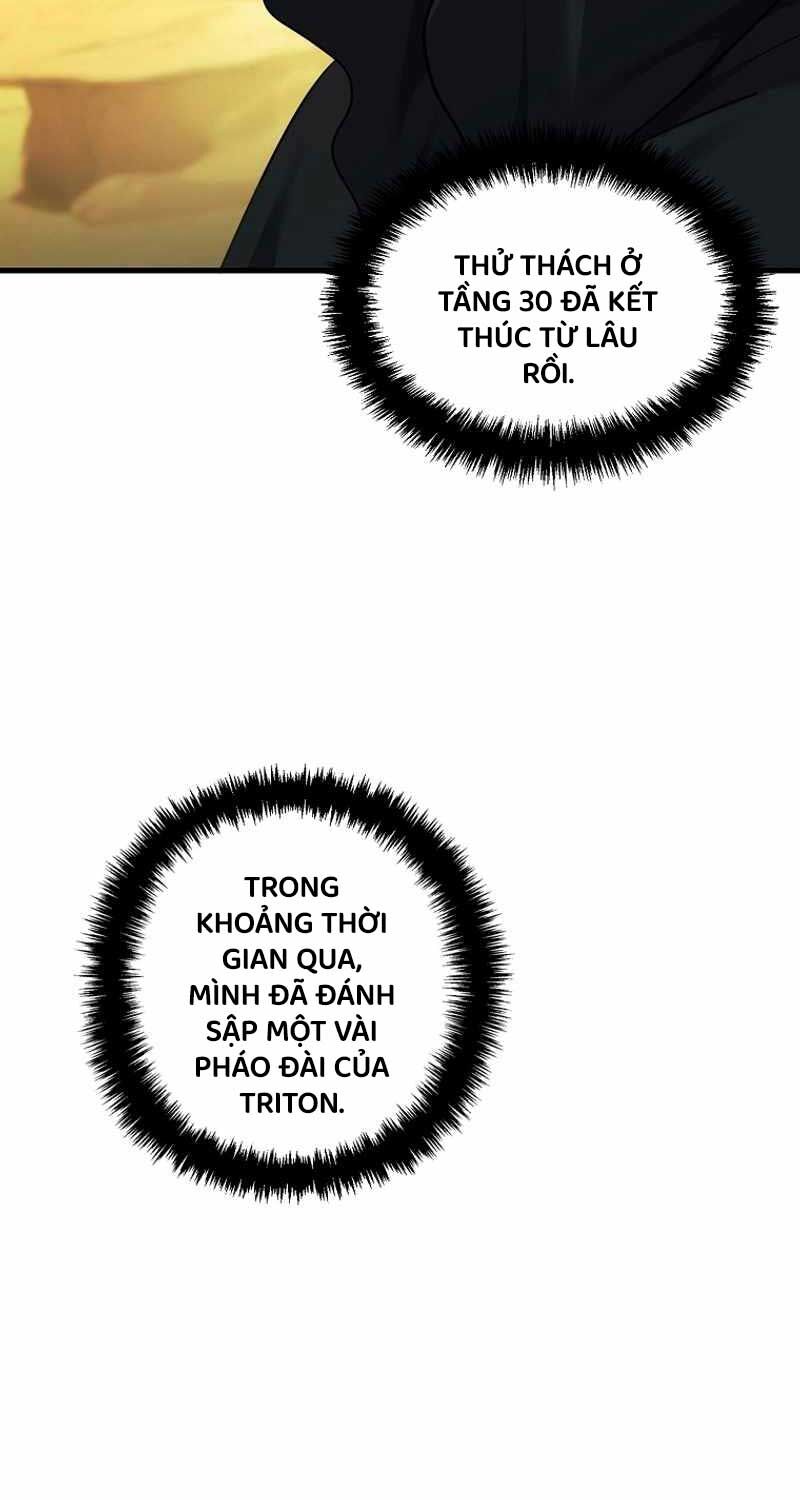 THỬ THÁCH Ở
TẦNG 30 ĐÃ KẾT
THÚC TỪ LÂU
RỒI.
TRONG
KHOẢNG THỜI
GIAN QUA,
MÌNH ĐÃ ĐÁNH
SẬP MỘT VÀI
PHÁO ĐÀI CỦA
TRITON.